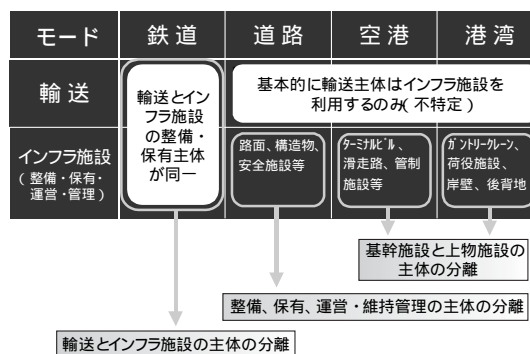 モード
鉄道
道路
空港
港湾
輸送
輸送とイン
フラ施設
の整備・
保有主体
が同一
基本的に輸送主体はインフラ施設を
利用するのみ(不特定)
インフラ施設
(整備・保有・
運営・管理)
路面、構造物、
安全施設等
ターミナルビル、
滑走路、管制
施設等
ガントリークレーン、
荷役施設、
岸壁、後背地
基幹施設と上物施設の
主体の分離
整備、保有、運営・維持管理の主体の分離
輸送とインフラ施設の主体の分離